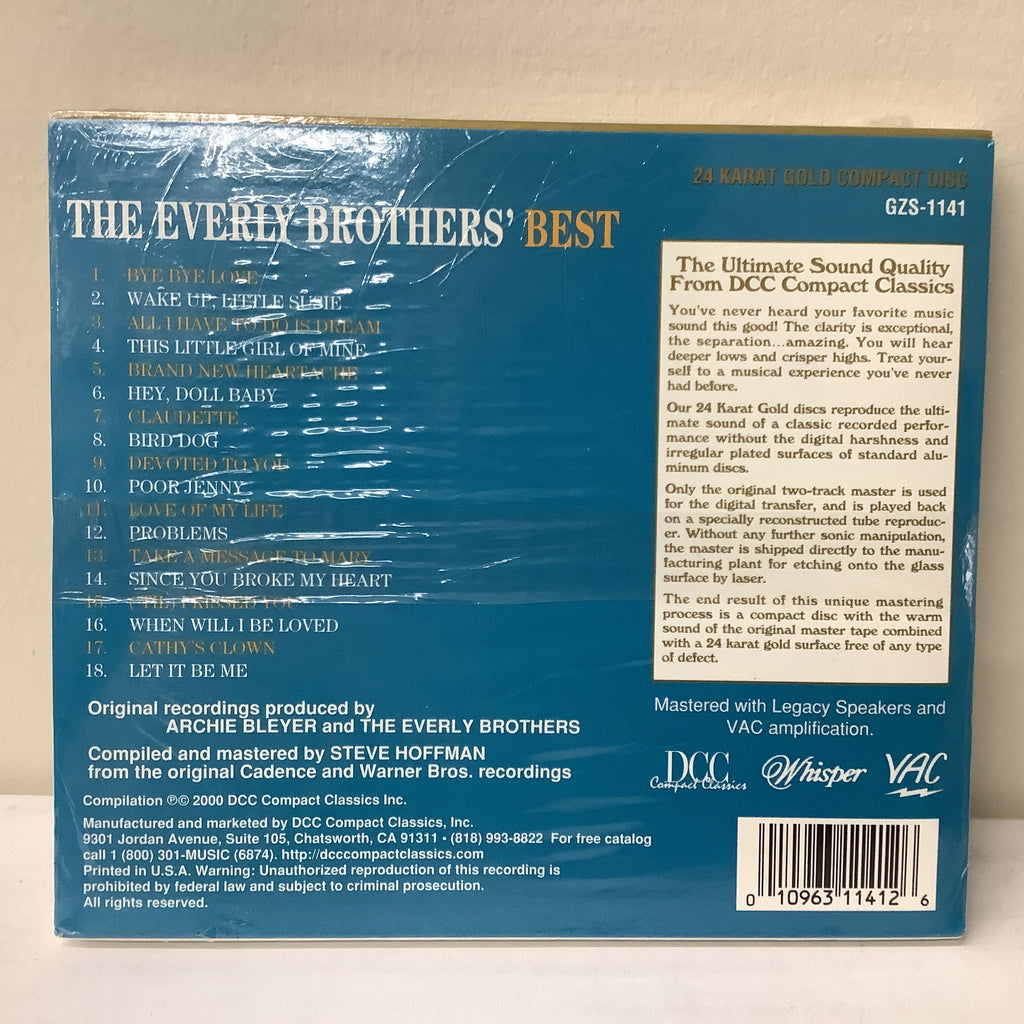 24 KARAT GOLD COMPACT DISC
GZS-1141
THE EVERLY BROTHERS' BEST
1. BYE BYE LOVE
2. WAKE UP, LITTLE SUSIE
3. ALL I HAVE TO DO IS DREAM
4. THIS LITTLE GIRL OF MINE
5. BRAND NEW HEARTACHE
6. HEY, DOLL BABY
7. CLAUDETTE
8. BIRD DOG
9. DEVOTED TO YOU
10. POOR JENNY
11. LOVE OF MY LIFE
12. PROBLEMS
13. TAKE A MESSAGE TO MARY
14. SINCE YOU BROKE MY HEART
15. ('TIL) I KISSED YOU
16. WHEN WILL I BE LOVED
17. CATHY'S CLOWN
18. LET IT BE ME
Original recordings produced by
ARCHIE BLEYER and THE EVERLY BROTHERS
Compiled and mastered by STEVE HOFFMAN
from the original Cadence and Warner Bros. recordings
Compilation ℗© 2000 DCC Compact Classics Inc.
Manufactured and marketed by DCC Compact Classics, Inc.
9301 Jordan Avenue, Suite 105, Chatsworth, CA 91311 • (818) 993-8822 For free catalog
call 1 (800) 301-MUSIC (6874). http://dcccompactclassics.com
Printed in U.S.A. Warning: Unauthorized reproduction of this recording is
prohibited by federal law and subject to criminal prosecution.
All rights reserved.
The Ultimate Sound Quality
From DCC Compact Classics
You've never heard your favorite music
sound this good! The clarity is exceptional,
the separation...amazing. You will hear
deeper lows and crisper highs. Treat your-
self to a musical experience you've never
had before.
Our 24 Karat Gold discs reproduce the ulti-
mate sound of a classic recorded perfor-
mance without the digital harshness and
irregular plated surfaces of standard alu-
minum discs.
Only the original two-track master is used
for the digital transfer, and is played back
on a specially reconstructed tube reproduc-
er. Without any further sonic manipulation,
the master is shipped directly to the manu-
facturing plant for etching onto the glass
surface by laser.
The end result of this unique mastering
process is a compact disc with the warm
sound of the original master tape combined
with a 24 karat gold surface free of any type
of defect.
Mastered with Legacy Speakers and
VAC amplification.
DCC Compact Classics Whisper VAC
0 10963 11412 6